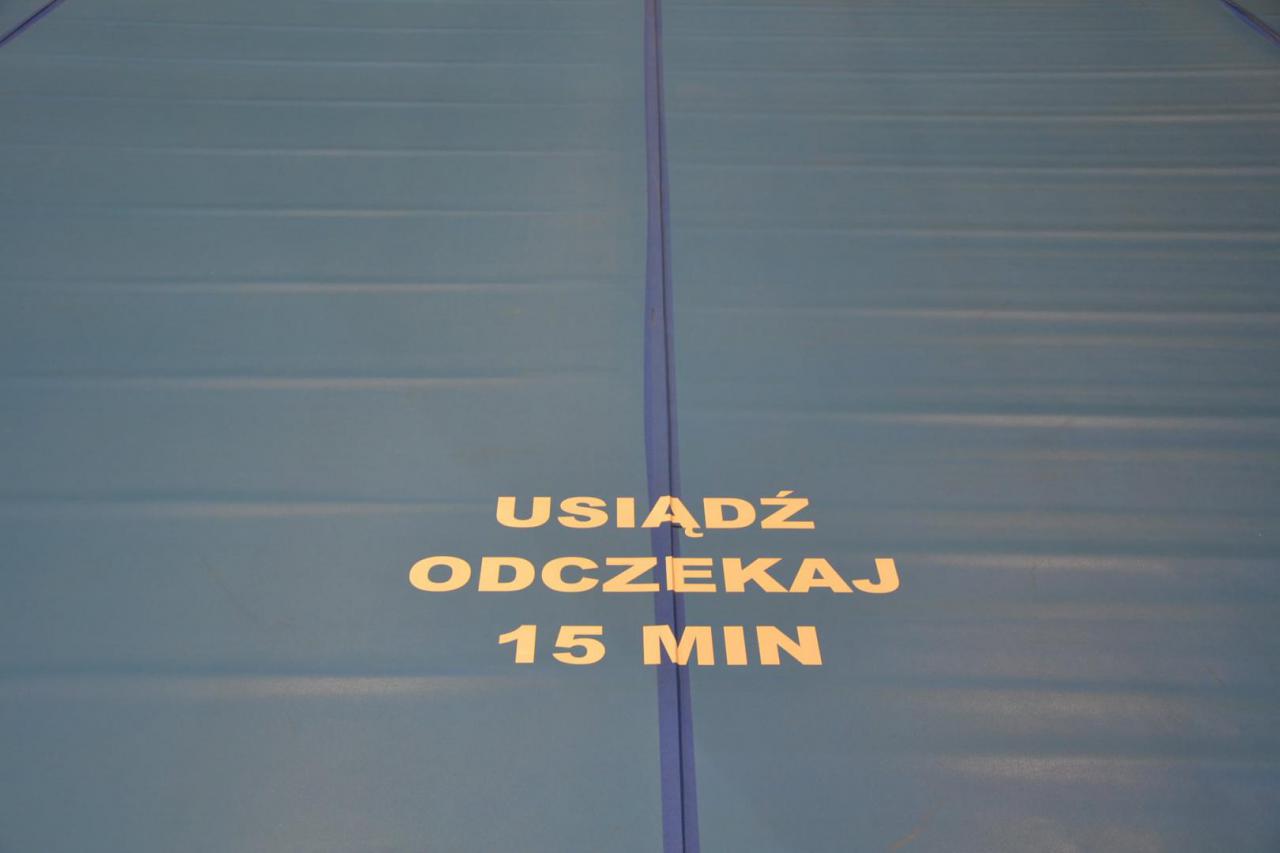 USIĄDŹ
ODCZEKAJ
15 MIN